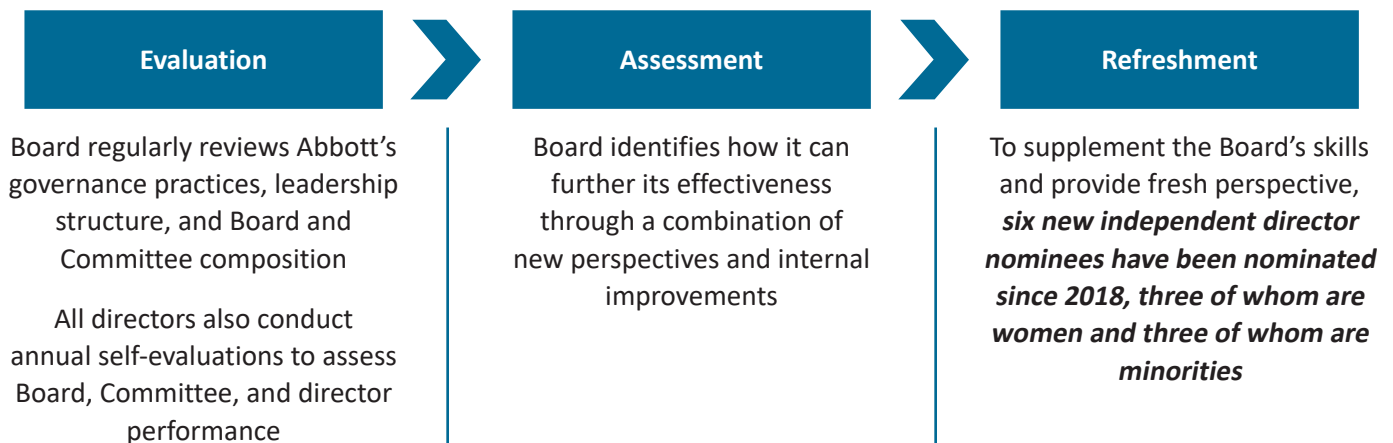 Evaluation
Board regularly reviews Abbott’s
governance practices, leadership
structure, and Board and
Committee composition
All directors also conduct
annual self-evaluations to assess
Board, Committee, and director
performance
Assessment
Board identifies how it can
further its effectiveness
through a combination of
new perspectives and internal
improvements
Refreshment
To supplement the Board’s skills
and provide fresh perspective,
six new independent director
nominees have been nominated
since 2018, three of whom are
women and three of whom are
minorities